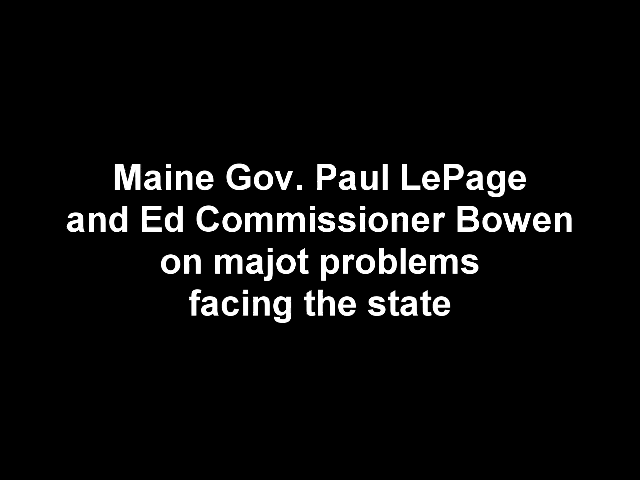 Maine Gov. Paul LePage
and Ed Commissioner Bowen
on majot problems
facing the state